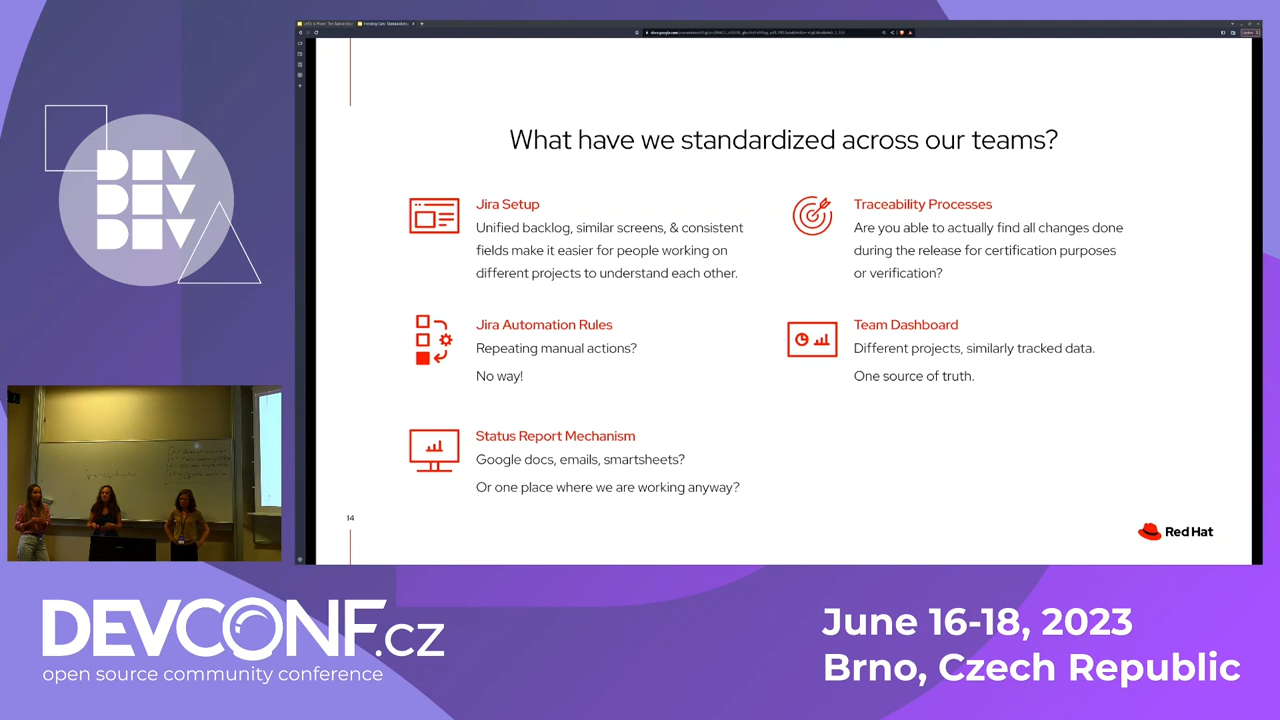 DEV
DEV
DEV
What have we standardized across our teams?
Jira Setup
Unified backlog, similar screens, & consistent
fields make it easier for people working on
different projects to understand each other.
Traceability Processes
Are you able to actually find all changes done
during the release for certification purposes
or verification?
Jira Automation Rules
Repeating manual actions?
No way!
Team Dashboard
Different projects, similarly tracked data.
One source of truth.
Status Report Mechanism
Google docs, emails, smartsheets?
Or one place where we are working anyway?
14
Red Hat
DEVCONF.cz
open source community conference
June 16-18, 2023
Brno, Czech Republic